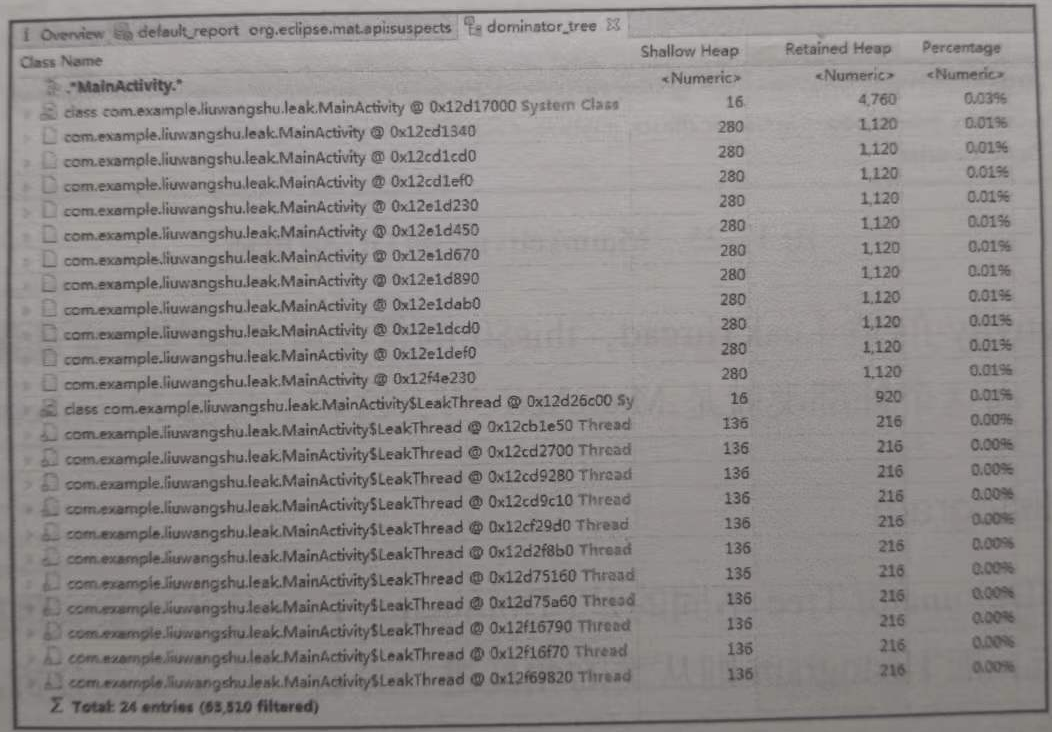 i Overview default_report org.eclipse.mat.api:suspects dominator_tree
Class Name Shallow Heap Retained Heap Percentage
.*MainActivity.* <Numeric> <Numeric> <Numeric>
class com.example.liuwangshu.leak.MainActivity @ 0x12d17000 System Class 16 4,760 0.03%
com.example.liuwangshu.leak.MainActivity @ 0x12cd1340 280 1,120 0.01%
com.example.liuwangshu.leak.MainActivity @ 0x12cd1cd0 280 1,120 0.01%
com.example.liuwangshu.leak.MainActivity @ 0x12cd1ef0 280 1,120 0.01%
com.example.liuwangshu.leak.MainActivity @ 0x12e1d230 280 1,120 0.01%
com.example.liuwangshu.leak.MainActivity @ 0x12e1d450 280 1,120 0.01%
com.example.liuwangshu.leak.MainActivity @ 0x12e1d670 280 1,120 0.01%
com.example.liuwangshu.leak.MainActivity @ 0x12e1d890 280 1,120 0.01%
com.example.liuwangshu.leak.MainActivity @ 0x12e1dab0 280 1,120 0.01%
com.example.liuwangshu.leak.MainActivity @ 0x12e1dcd0 280 1,120 0.01%
com.example.liuwangshu.leak.MainActivity @ 0x12e1def0 280 1,120 0.01%
com.example.liuwangshu.leak.MainActivity @ 0x12f4e230 280 1,120 0.01%
class com.example.liuwangshu.leak.MainActivity$LeakThread @ 0x12d26c00 Sy 16 920 0.01%
com.example.liuwangshu.leak.MainActivity$LeakThread @ 0x12cb1e50 Thread 136 216 0.00%
com.example.liuwangshu.leak.MainActivity$LeakThread @ 0x12cd2700 Thread 136 216 0.00%
com.example.liuwangshu.leak.MainActivity$LeakThread @ 0x12cd9280 Thread 136 216 0.00%
com.example.liuwangshu.leak.MainActivity$LeakThread @ 0x12cd9c10 Thread 136 216 0.00%
com.example.liuwangshu.leak.MainActivity$LeakThread @ 0x12cf29d0 Thread 136 216 0.00%
com.example.liuwangshu.leak.MainActivity$LeakThread @ 0x12d2f8b0 Thread 136 216 0.00%
com.example.liuwangshu.leak.MainActivity$LeakThread @ 0x12d75160 Thread 136 216 0.00%
com.example.liuwangshu.leak.MainActivity$LeakThread @ 0x12d75a60 Thread 136 216 0.00%
com.example.liuwangshu.leak.MainActivity$LeakThread @ 0x12f16790 Thread 136 216 0.00%
com.example.liuwangshu.leak.MainActivity$LeakThread @ 0x12f16f70 Thread 136 216 0.00%
com.example.liuwangshu.leak.MainActivity$LeakThread @ 0x12f69820 Thread 136 216 0.00%
Σ Total: 24 entries (63,510 filtered)